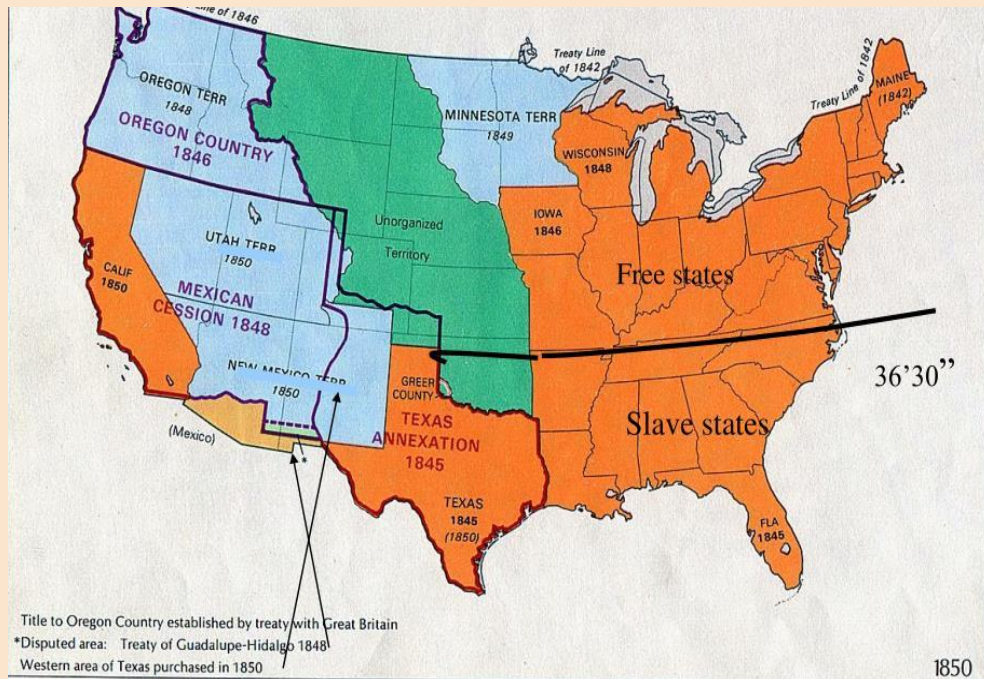 Line of 1846
Treaty Line
of 1842
Treaty Line of 1842
MAINE
(1842)
OREGON TERR
1848
OREGON COUNTRY
1846
MINNESOTA TERR
1849
WISCONSIN
1848
IOWA
1846
Unorganized
Territory
UTAH TERR
1850
CALIF
1850
MEXICAN
CESSION 1848
Free states
36'30”
NEW MEXICO TERR
1850
GREER
COUNTY
TEXAS
ANNEXATION
1845
Slave states
(Mexico)
*
TEXAS
1845
(1850)
FLA
1845
Title to Oregon Country established by treaty with Great Britain
*Disputed area: Treaty of Guadalupe-Hidalgo 1848
Western area of Texas purchased in 1850
1850